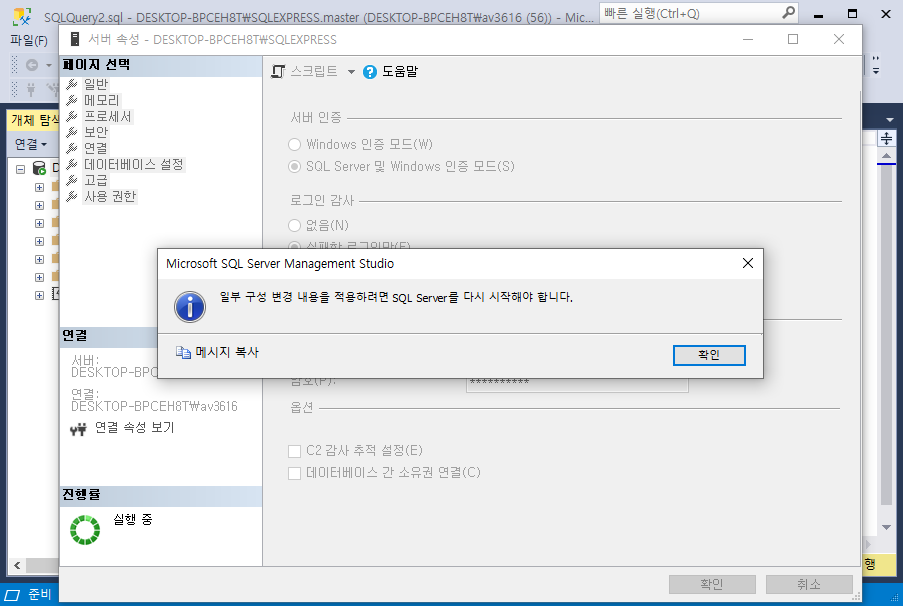 SQLQuery2.sql - DESKTOP-BPCEH8T₩SQLEXPRESS.master (DESKTOP-BPCEH8T₩av3616 (56)) - Mic...
빠른 실행(Ctrl+Q)
파일(F)
서버 속성 - DESKTOP-BPCEH8T₩SQLEXPRESS
페이지 선택
일반
메모리
프로세서
보안
연결
데이터베이스 설정
고급
사용 권한
스크립트
도움말
개체 탐색
연결
서버 인증
Windows 인증 모드(W)
SQL Server 및 Windows 인증 모드(S)
로그인 감사
없음(N)
실패한 로그인만(F)
Microsoft SQL Server Management Studio
일부 구성 변경 내용을 적용하려면 SQL Server를 다시 시작해야 합니다.
메시지 복사
확인
연결
서버:
DESKTOP-BPC
연결:
DESKTOP-BPCEH8T₩av3616
연결 속성 보기
암호(P):
**********
옵션
C2 감사 추적 설정(E)
데이터베이스 간 소유권 연결(C)
진행률
실행 중
행
확인
취소
준비